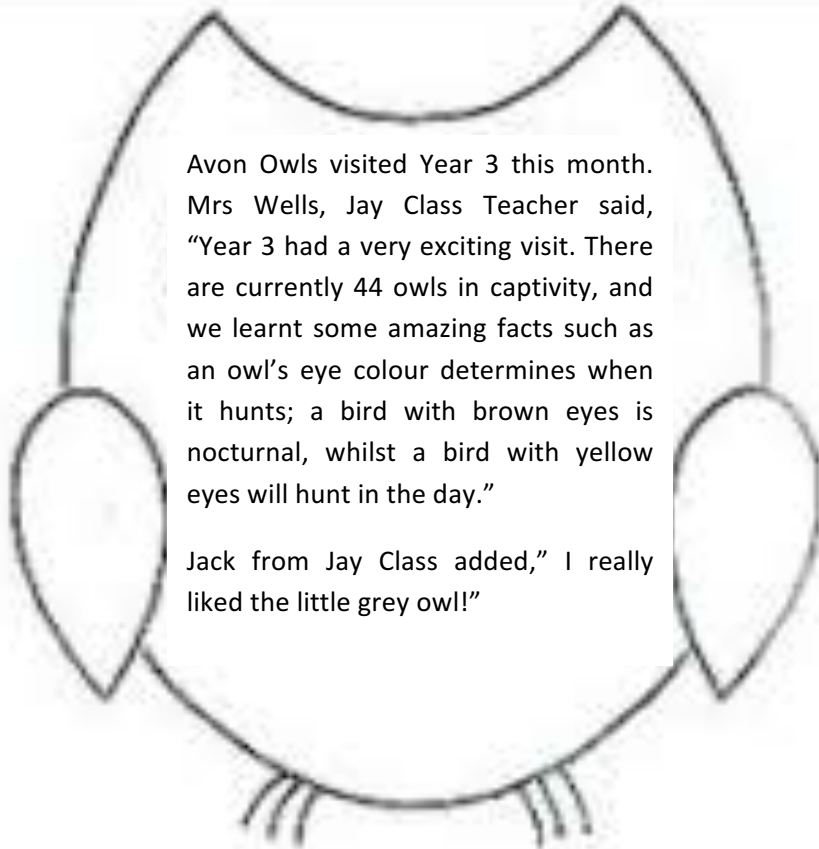 Avon Owls visited Year 3 this month.
Mrs Wells, Jay Class Teacher said,
“Year 3 had a very exciting visit. There
are currently 44 owls in captivity, and
we learnt some amazing facts such as
an owl’s eye colour determines when
it hunts; a bird with brown eyes is
nocturnal, whilst a bird with yellow
eyes will hunt in the day.”
Jack from Jay Class added,” I really
liked the little grey owl!”